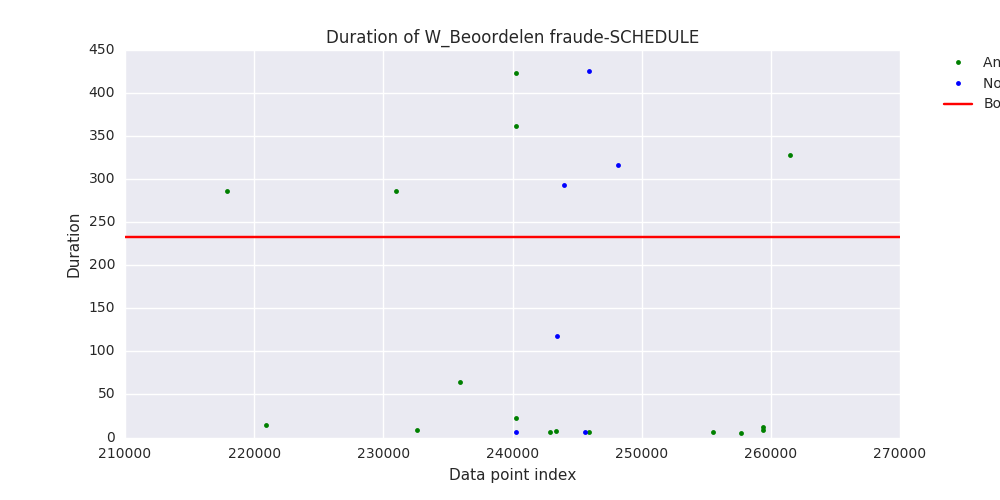 Duration of W_Beoordelen fraude-SCHEDULE
450
400
350
300
250
200
150
100
50
0
Duration
210000 220000 230000 240000 250000 260000 270000
Data point index
An
No
Bo